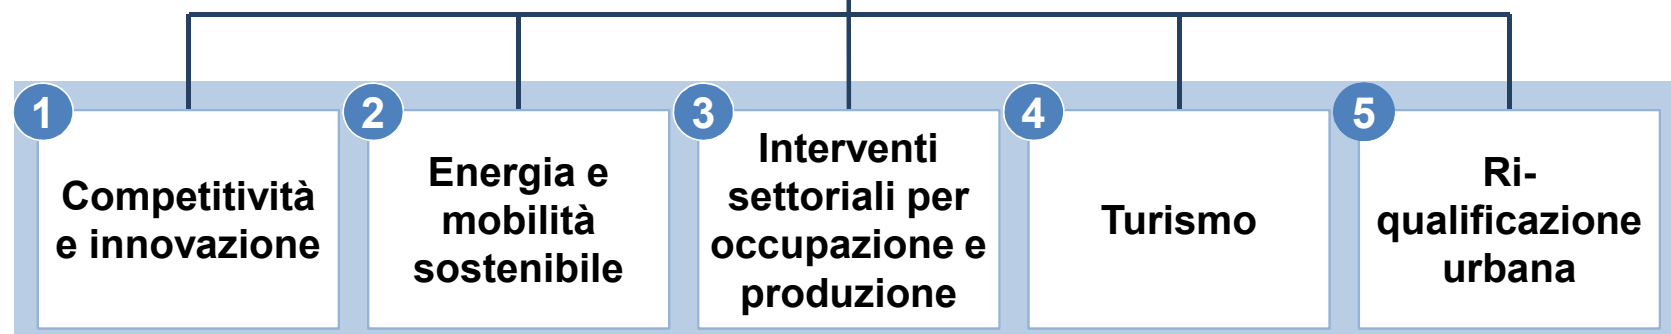 1
Competitività
e innovazione
2
Energia e
mobilità
sostenibile
3
Interventi
settoriali per
occupazione e
produzione
4
Turismo
5
Ri-
qualificazione
urbana